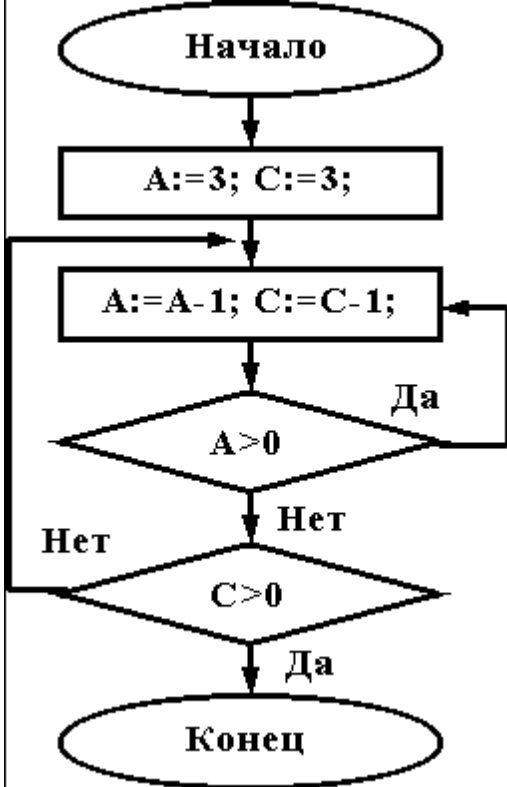 Начало
A:=3; C:=3;
A:=A-1; C:=C-1;
Да
A>0
Нет
Нет
C>0
Да
Конец